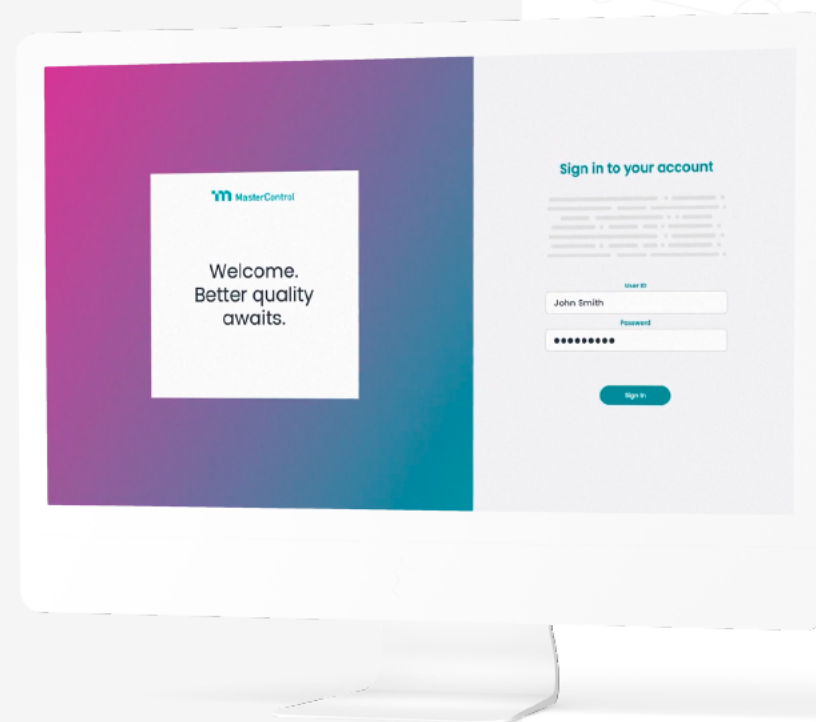 MasterControl
Welcome.
Better quality
awaits.
Sign in to your account
User ID
John Smith
Password
●●●●●●●●●
Sign In